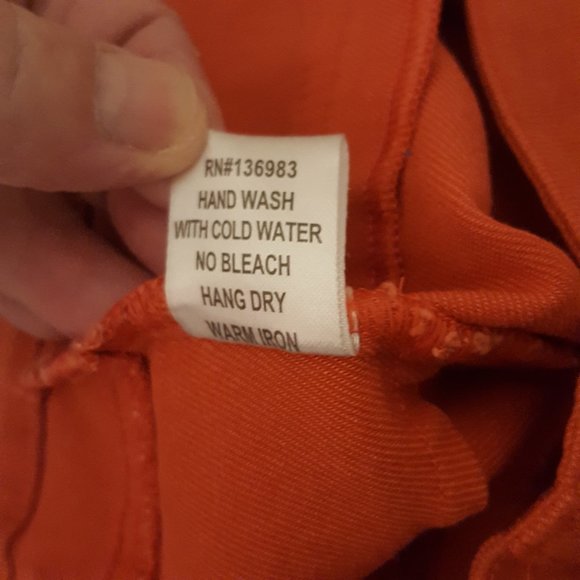 RN#136983
HAND WASH
WITH COLD WATER
NO BLEACH
HANG DRY
WARM IRON